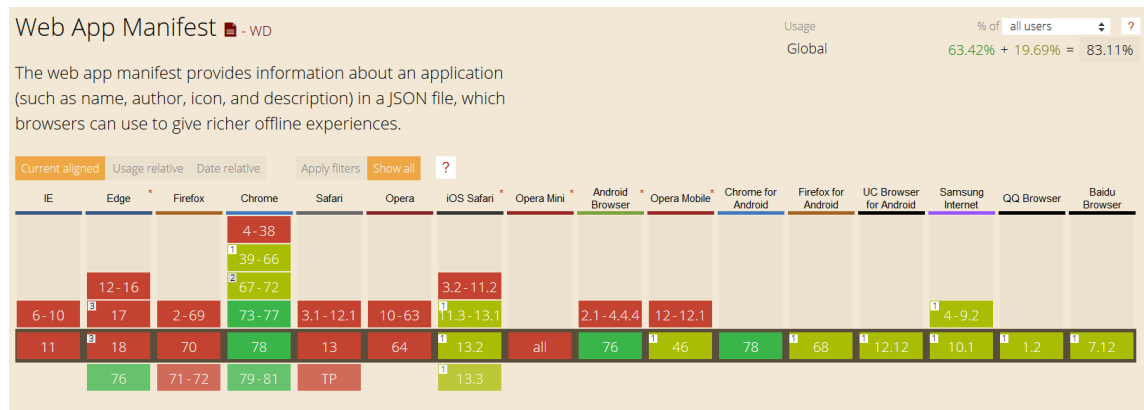 Web App Manifest - WD
Usage % of all users ?
Global 63.42% + 19.69% = 83.11%
The web app manifest provides information about an application
(such as name, author, icon, and description) in a JSON file, which
browsers can use to give richer offline experiences.
Current aligned Usage relative Date relative Apply filters Show all ?
IE Edge * Firefox Chrome Safari Opera iOS Safari * Opera Mini * Android Browser * Opera Mobile * Chrome for Android Firefox for Android UC Browser for Android Samsung Internet QQ Browser Baidu Browser
4-38
1 39-66
12-16 2 67-72 3.2-11.2
6-10 3 17 2-69 73-77 3.1-12.1 10-63 1 11.3-13.1 2.1-4.4.4 12-12.1 1 4-9.2
11 3 18 70 78 13 64 1 13.2 all 76 1 46 78 1 68 1 12.12 1 10.1 1 1.2 1 7.12
76 71-72 79-81 TP 1 13.3